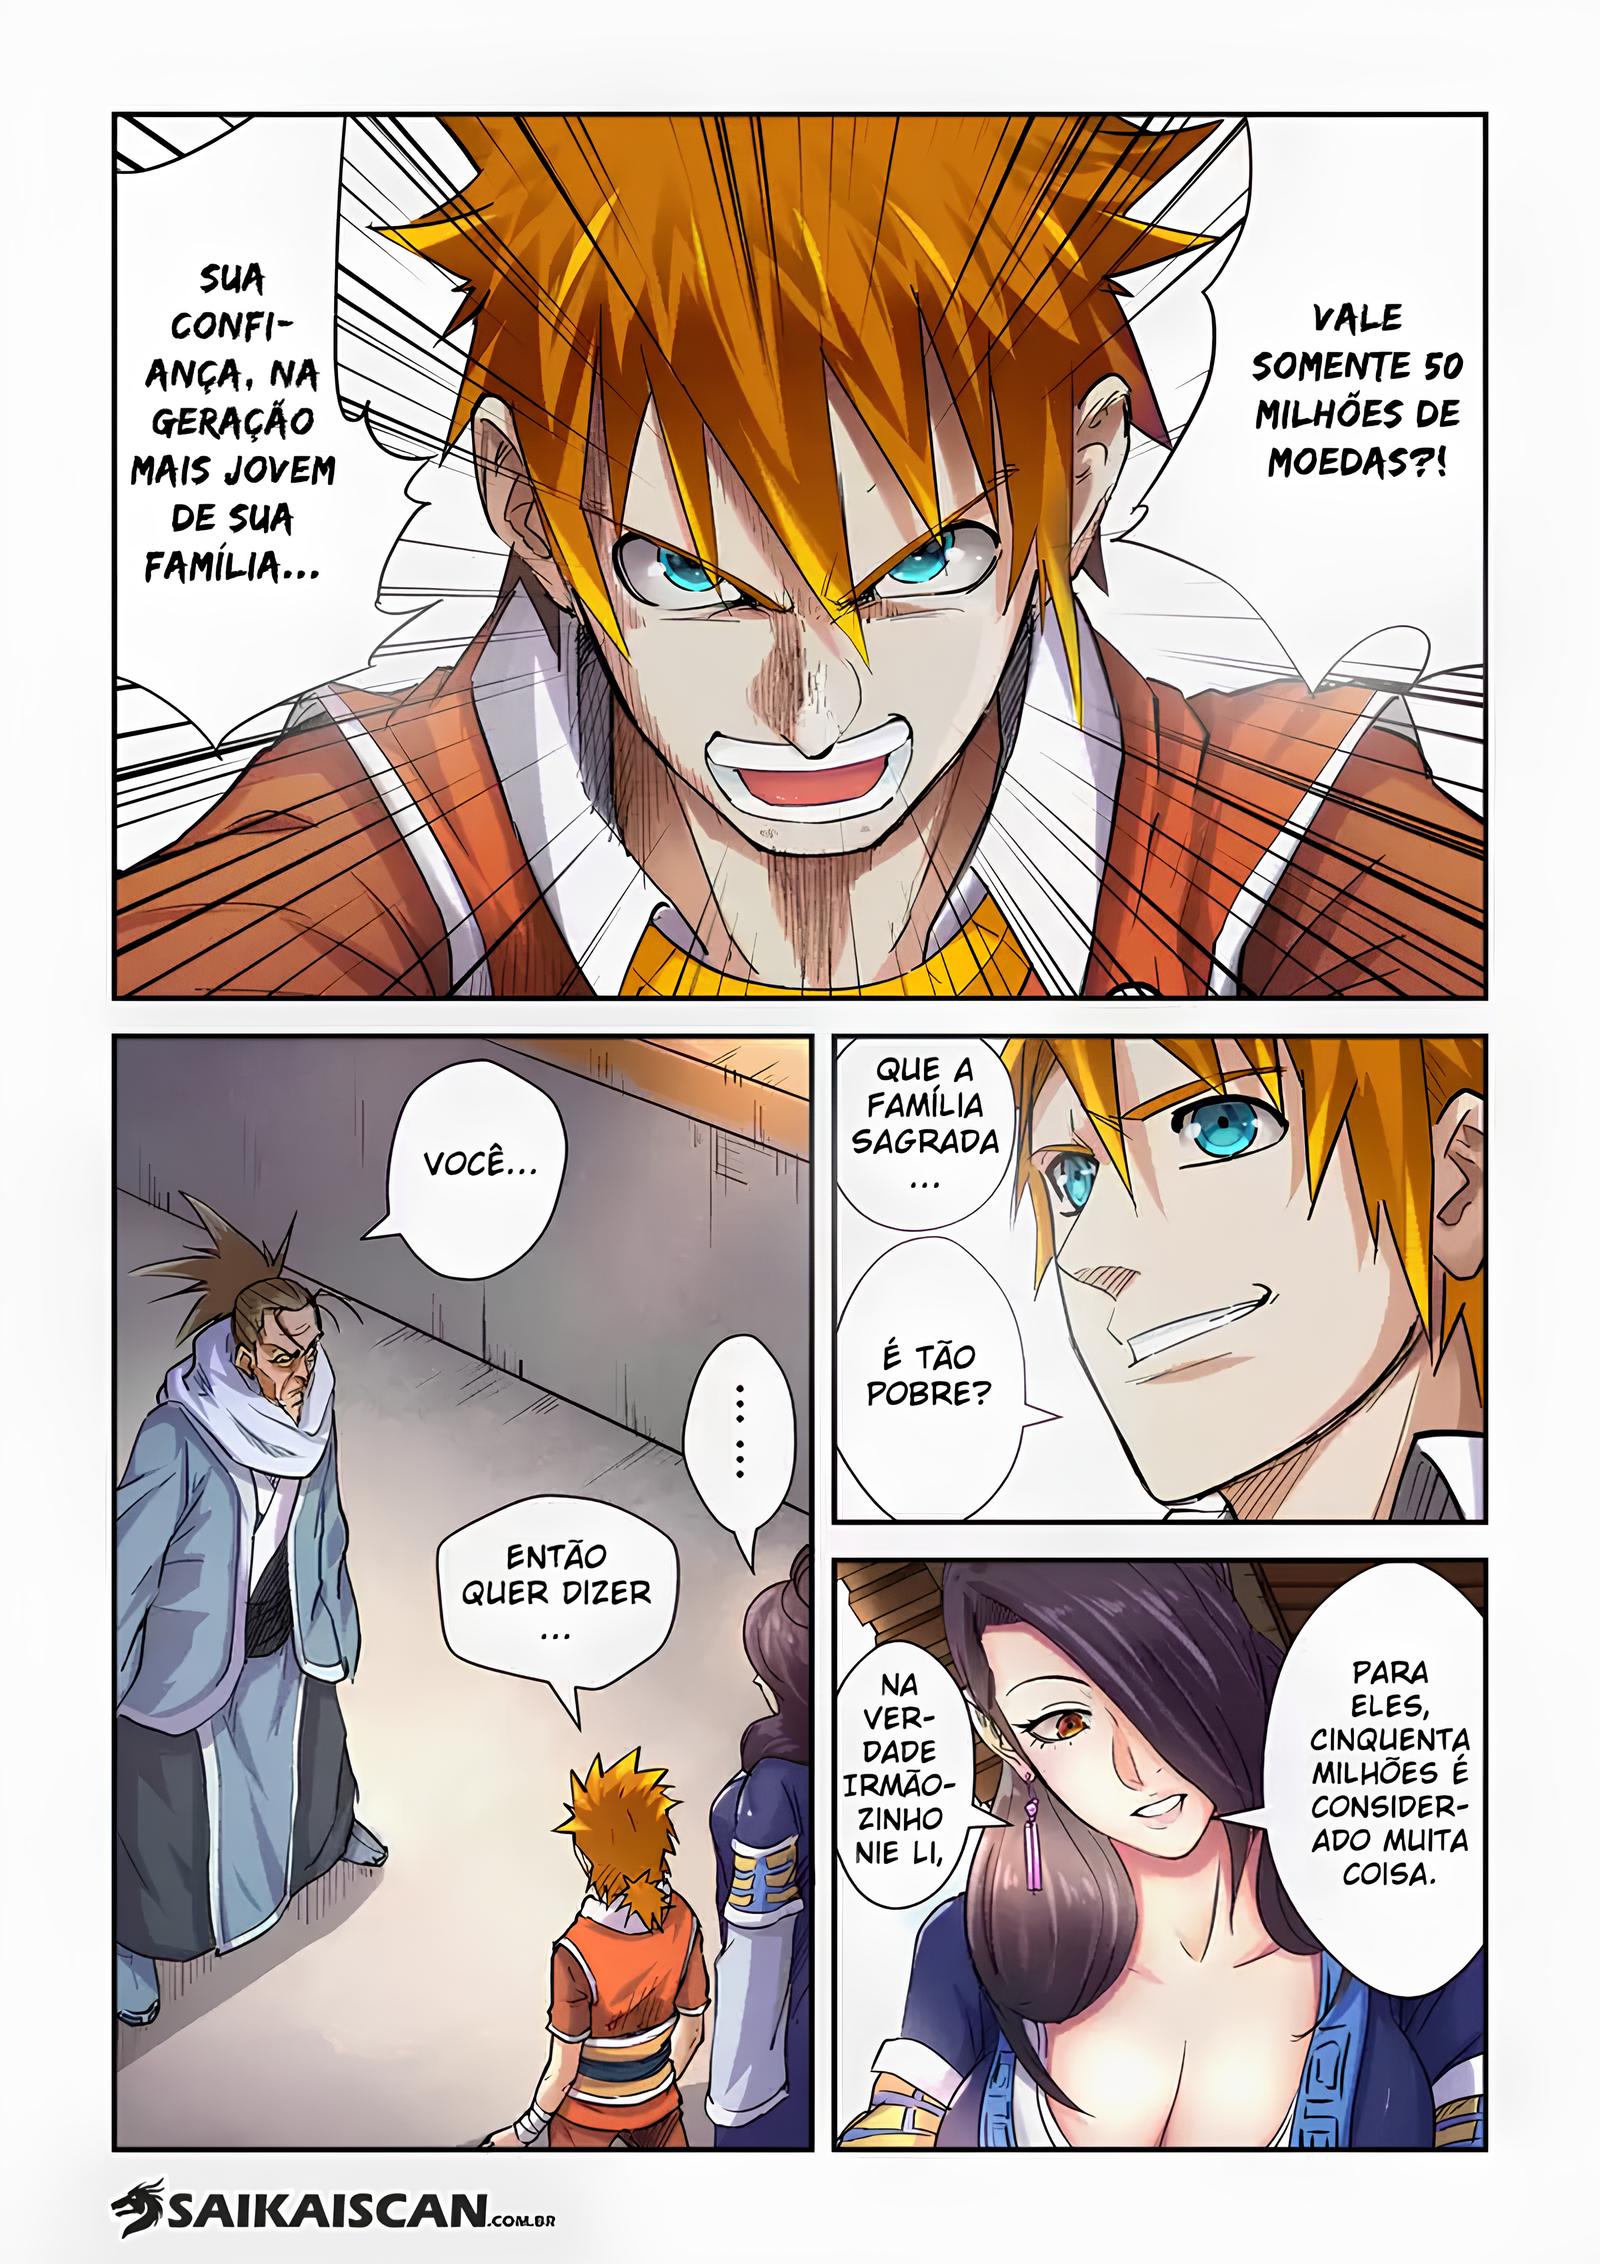 SUA
CONFI-
ANÇA, NA
GERAÇÃO
MAIS JOVEM
DE SUA
FAMÍLIA...
VALE
SOMENTE 50
MILHÕES DE
MOEDAS?!
VOCÊ...
......
ENTÃO
QUER DIZER
...
QUE A
FAMÍLIA
SAGRADA
...
É TÃO
POBRE?
NA
VER-
DADE
IRMÃO-
ZINHO
NIE LI,
PARA
ELES,
CINQUENTA
MILHÕES É
CONSIDER-
ADO MUITA
COISA.
SAIKAISCAN.COM.BR